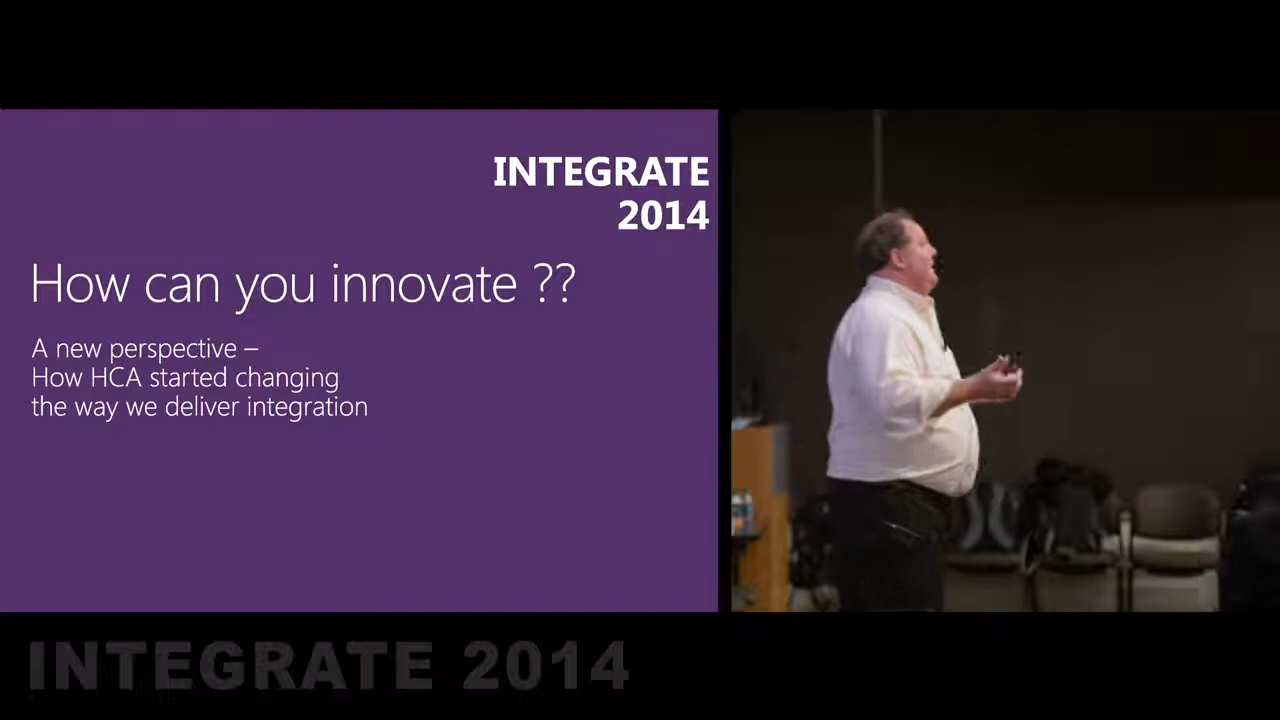 INTEGRATE
2014
How can you innovate ??
A new perspective –
How HCA started changing
the way we deliver integration
INTEGRATE 2014